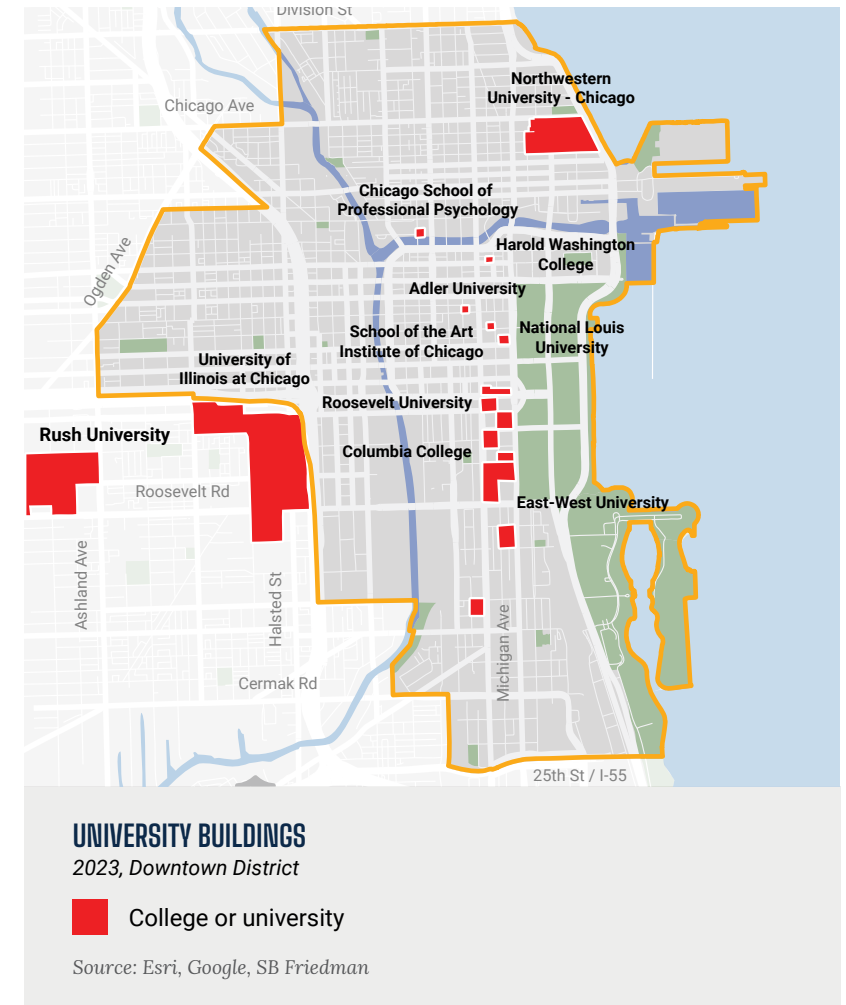 Division St
Northwestern
University - Chicago
Chicago Ave
Chicago School of
Professional Psychology
Harold Washington
College
Ogden Ave
Adler University
School of the Art
Institute of Chicago
National Louis
University
University of
Illinois at Chicago
Roosevelt University
Rush University
Columbia College
Roosevelt Rd
East-West University
Ashland Ave
Halsted St
Michigan Ave
Cermak Rd
25th St / I-55
UNIVERSITY BUILDINGS
2023, Downtown District
College or university
Source: Esri, Google, SB Friedman